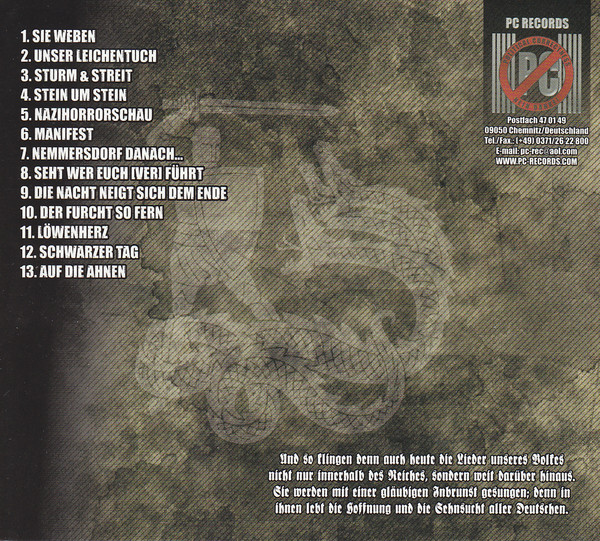 1. SIE WEBEN
2. UNSER LEICHENTUCH
3. STURM & STREIT
4. STEIN UM STEIN
5. NAZIHORRORSCHAU
6. MANIFEST
7. NEMMERSDORF DANACH...
8. SEHT WER EUCH [VER] FÜHRT
9. DIE NACHT NEIGT SICH DEM ENDE
10. DER FURCHT SO FERN
11. LÖWENHERZ
12. SCHWARZER TAG
13. AUF DIE AHNEN
PC RECORDS
PC
Postfach 47 01 49
09050 Chemnitz/Deutschland
Tel./Fax.: (+49) 0371/26 22 800
E-mail: pc-rec@aol.com
WWW.PC-RECORDS.COM
Und so klingen denn auch heute die Lieder unseres Volkes
nicht nur innerhalb des Reiches, sondern weit darüber hinaus.
Sie werden mit einer gläubigen Inbrunst gesungen; denn in
ihnen lebt die Hoffnung und die Sehnsucht aller Deutschen.